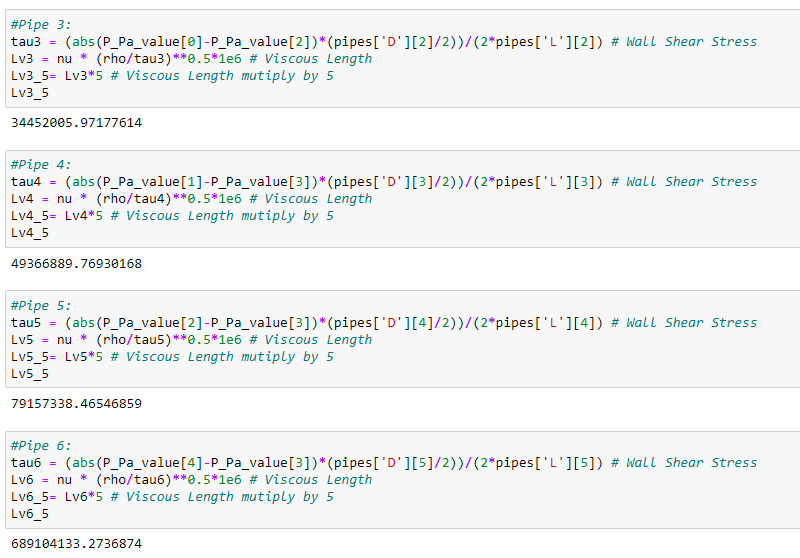 #Pipe 3:
tau3 = (abs(P_Pa_value[0]-P_Pa_value[2])*(pipes['D'][2]/2))/(2*pipes['L'][2]) # Wall Shear Stress
Lv3 = nu * (rho/tau3)**0.5*1e6 # Viscous Length
Lv3_5= Lv3*5 # Viscous Length mutiply by 5
Lv3_5
34452005.97177614
#Pipe 4:
tau4 = (abs(P_Pa_value[1]-P_Pa_value[3])*(pipes['D'][3]/2))/(2*pipes['L'][3]) # Wall Shear Stress
Lv4 = nu * (rho/tau4)**0.5*1e6 # Viscous Length
Lv4_5= Lv4*5 # Viscous Length mutiply by 5
Lv4_5
49366889.76930168
#Pipe 5:
tau5 = (abs(P_Pa_value[2]-P_Pa_value[3])*(pipes['D'][4]/2))/(2*pipes['L'][4]) # Wall Shear Stress
Lv5 = nu * (rho/tau5)**0.5*1e6 # Viscous Length
Lv5_5= Lv5*5 # Viscous Length mutiply by 5
Lv5_5
79157338.46546859
#Pipe 6:
tau6 = (abs(P_Pa_value[4]-P_Pa_value[3])*(pipes['D'][5]/2))/(2*pipes['L'][5]) # Wall Shear Stress
Lv6 = nu * (rho/tau6)**0.5*1e6 # Viscous Length
Lv6_5= Lv6*5 # Viscous Length mutiply by 5
Lv6_5
689104133.2736874